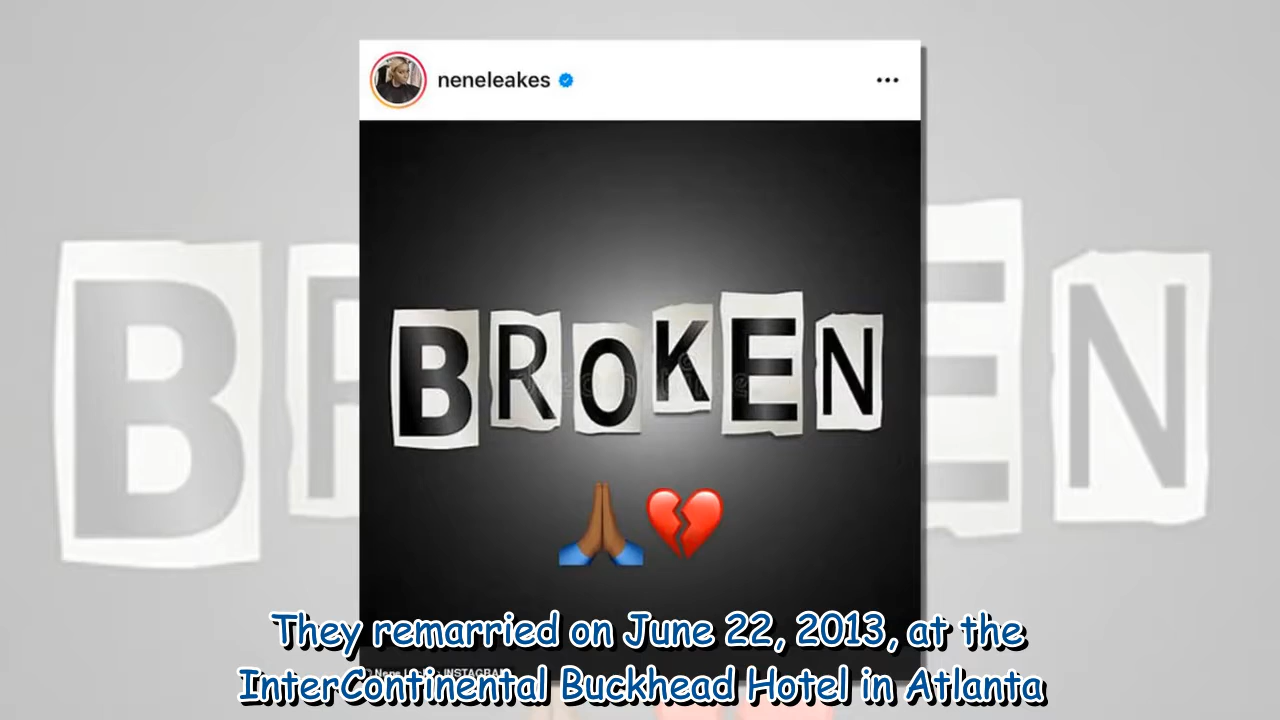 neneleakes
BROKEN
They remarried on June 22, 2013, at the
InterContinental Buckhead Hotel in Atlanta